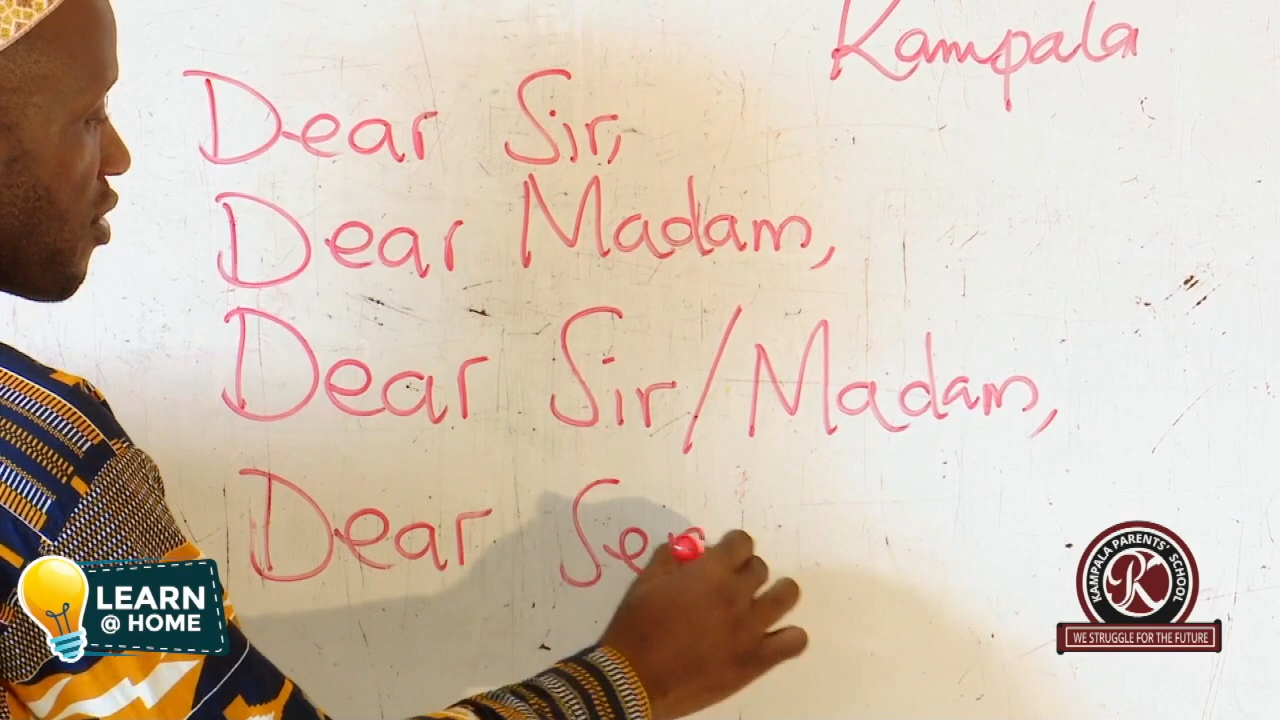 Kampala
Dear Sir,
Dear Madam,
Dear Sir/Madam,
Dear Se
LEARN
@ HOME
KAMPALA PARENTS' SCHOOL
WE STRUGGLE FOR THE FUTURE